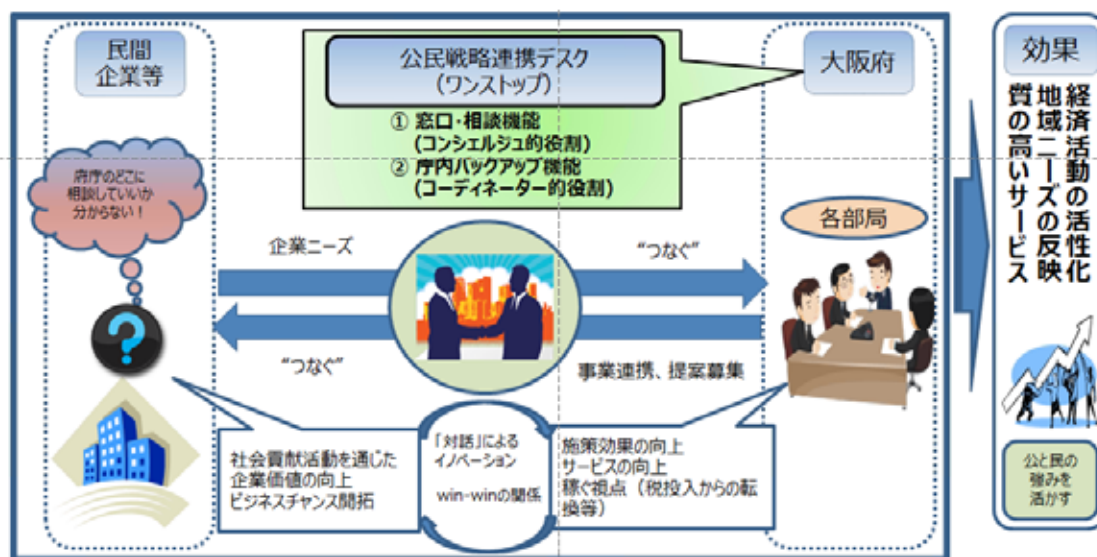 民間
企業等
公民戦略連携デスク
(ワンストップ)
① 窓口・相談機能
(コンシェルジュ的役割)
② 庁内バックアップ機能
(コーディネーター的役割)
大阪府
効果
経済活動の活性化
地域ニーズの反映
質の高いサービス
府庁のどこに
相談していいか
分からない!
各部局
企業ニーズ
“つなぐ”
“つなぐ”
事業連携、提案募集
社会貢献活動を通じた
企業価値の向上
ビジネスチャンス開拓
「対話」による
イノベーション
win-winの関係
施策効果の向上
サービスの向上
稼ぐ視点(税投入からの転
換等)
公と民の
強みを
活かす